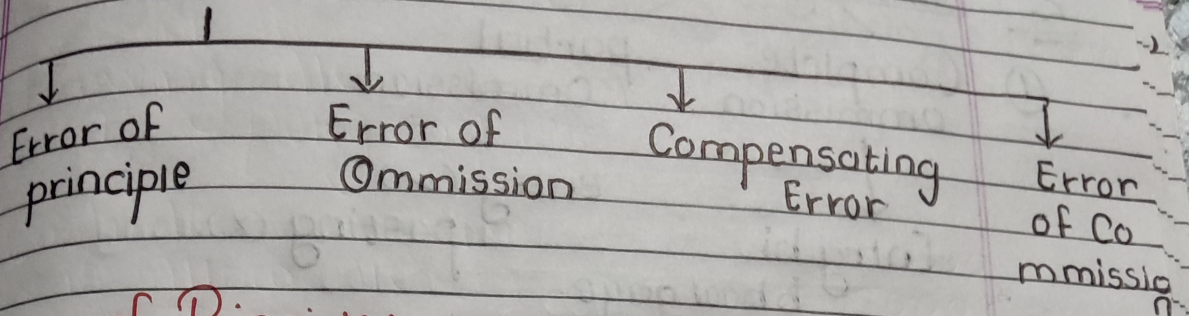 Error of
principle
Error of
Ommission
Compensating
Error
Error
of Co
mmissio
n